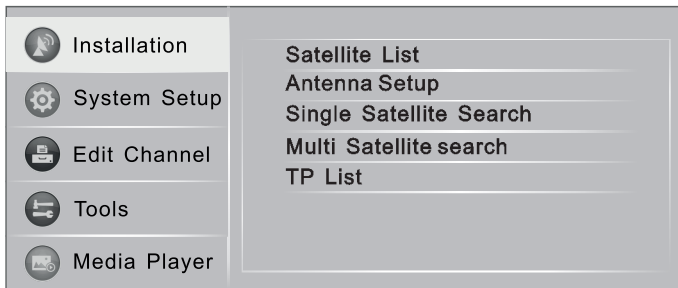 Installation
System Setup
Edit Channel
Tools
Media Player
Satellite List
Antenna Setup
Single Satellite Search
Multi Satellite search
TP List